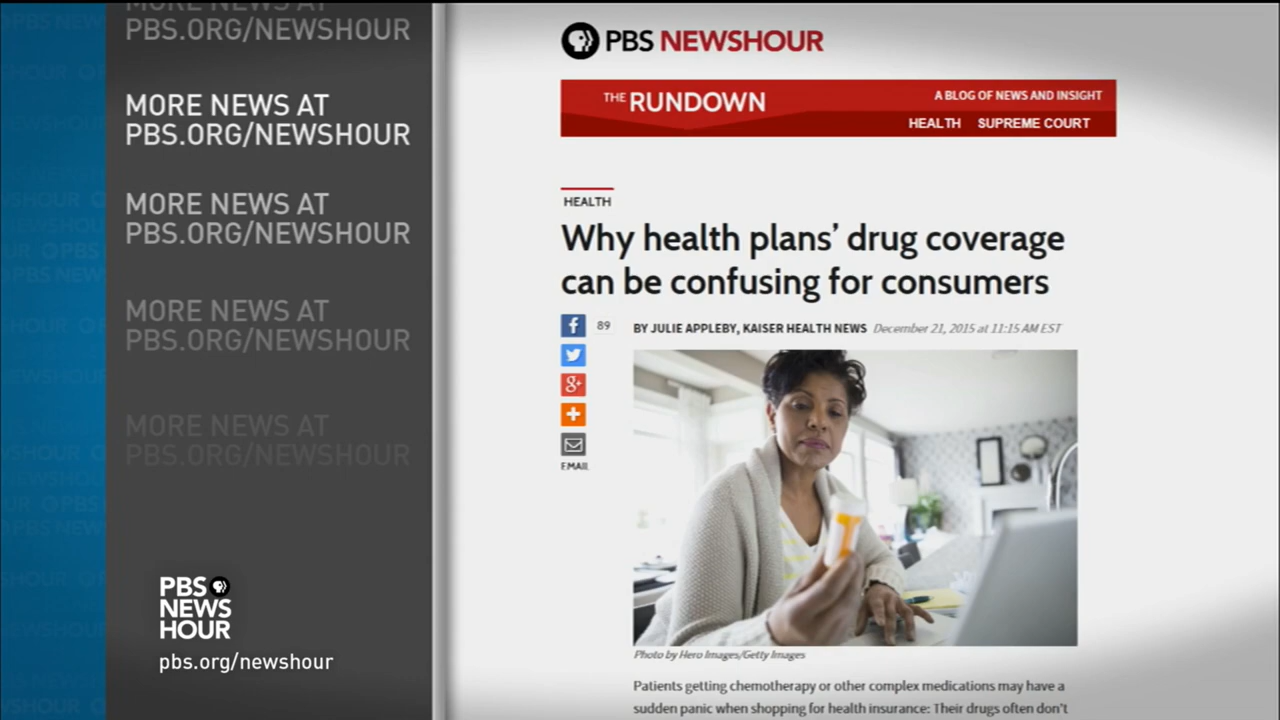 MORE NEWS AT
PBS.ORG/NEWSHOUR
MORE NEWS AT
PBS.ORG/NEWSHOUR
MORE NEWS AT
PBS.ORG/NEWSHOUR
MORE NEWS AT
PBS.ORG/NEWSHOUR
MORE NEWS AT
PBS.ORG/NEWSHOUR
PBS
NEWS
HOUR
pbs.org/newshour
PBS NEWSHOUR
THE RUNDOWN
A BLOG OF NEWS AND INSIGHT
HEALTH SUPREME COURT
HEALTH
Why health plans’ drug coverage
can be confusing for consumers
89
BY JULIE APPLEBY, KAISER HEALTH NEWS December 21, 2015 at 11:15 AM EST
EMAIL
Photo by Hero Images/Getty Images
Patients getting chemotherapy or other complex medications may have a
sudden panic when shopping for health insurance: Their drugs often don’t